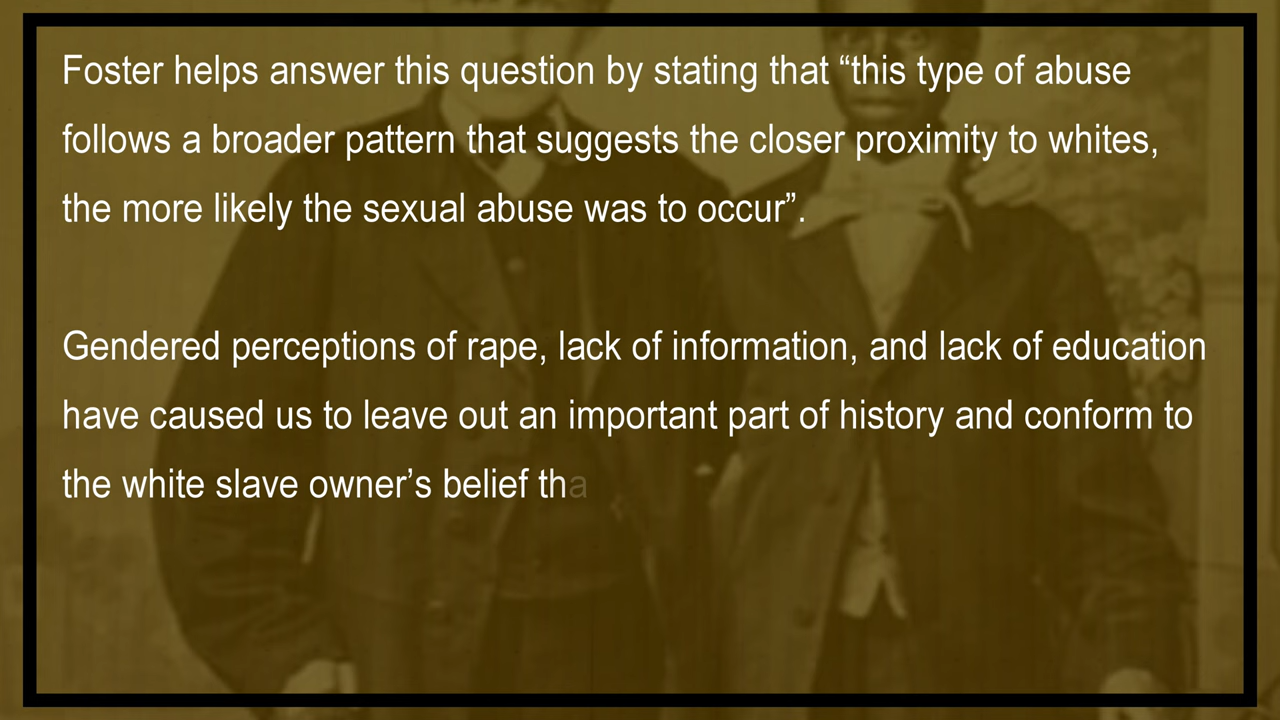 Foster helps answer this question by stating that “this type of abuse
follows a broader pattern that suggests the closer proximity to whites,
the more likely the sexual abuse was to occur”.
Gendered perceptions of rape, lack of information, and lack of education
have caused us to leave out an important part of history and conform to
the white slave owner’s belief tha